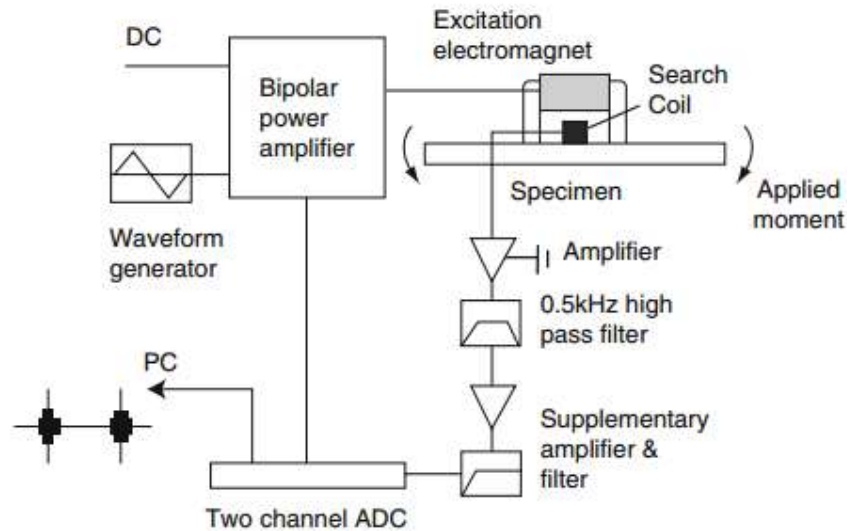 DC
Bipolar
power
amplifier
Excitation
electromagnet
Search
Coil
Waveform
generator
Specimen
Applied
moment
Amplifier
0.5kHz high
pass filter
PC
Supplementary
amplifier &
filter
Two channel ADC